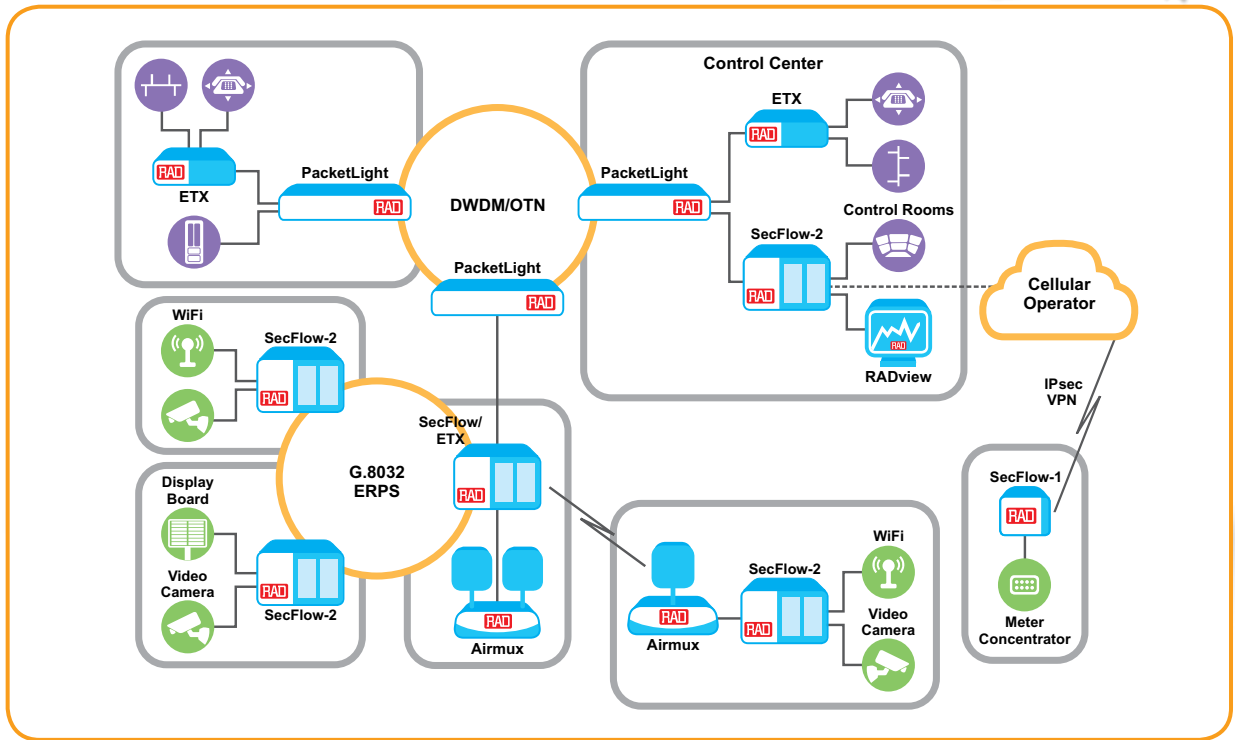 Control Center
ETX
RAD
PacketLight
RAD
ETX
RAD
DWDM/OTN
PacketLight
RAD
SecFlow-2
RAD
Control Rooms
RAD
RADview
PacketLight
RAD
Cellular
Operator
IPsec
VPN
WiFi
SecFlow-2
RAD
G.8032
ERPS
SecFlow/
ETX
RAD
Display
Board
Video
Camera
RAD
SecFlow-2
RAD
Airmux
RAD
Airmux
SecFlow-2
RAD
WiFi
Video
Camera
SecFlow-1
RAD
Meter
Concentrator